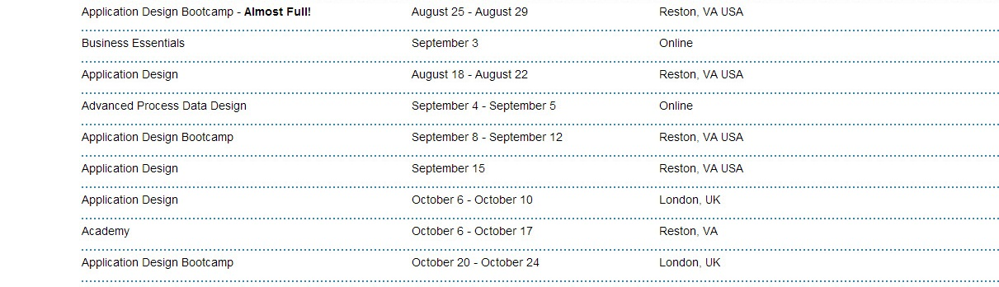 Application Design Bootcamp - Almost Full! August 25 - August 29 Reston, VA USA
Business Essentials September 3 Online
Application Design August 18 - August 22 Reston, VA USA
Advanced Process Data Design September 4 - September 5 Online
Application Design Bootcamp September 8 - September 12 Reston, VA USA
Application Design September 15 Reston, VA USA
Application Design October 6 - October 10 London, UK
Academy October 6 - October 17 Reston, VA
Application Design Bootcamp October 20 - October 24 London, UK